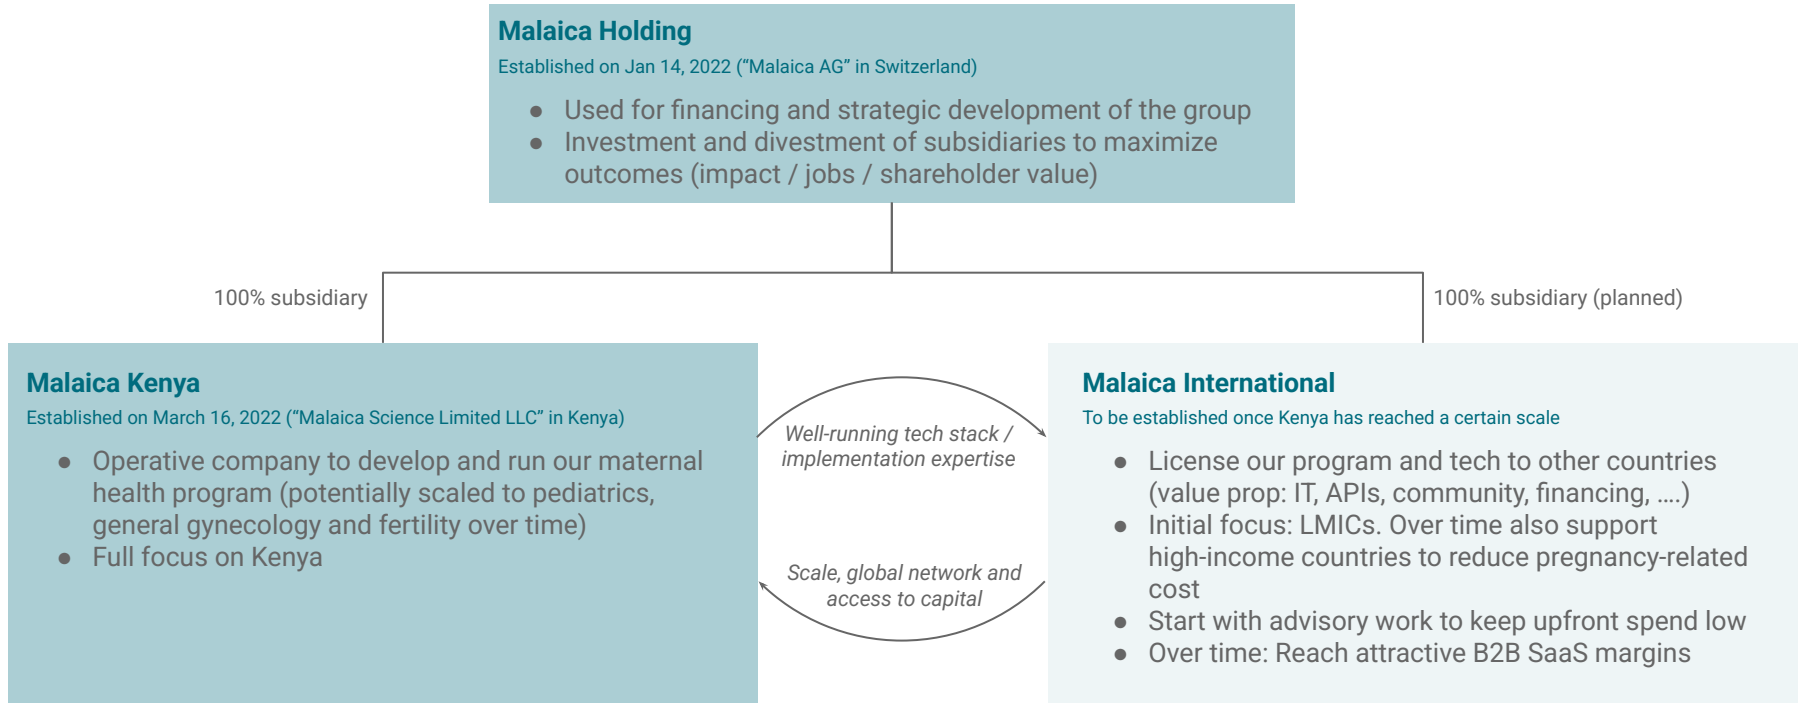 Malaica Holding
Established on Jan 14, 2022 (“Malaica AG” in Switzerland)
● Used for financing and strategic development of the group
● Investment and divestment of subsidiaries to maximize
outcomes (impact / jobs / shareholder value)
100% subsidiary
100% subsidiary (planned)
Malaica Kenya
Established on March 16, 2022 (“Malaica Science Limited LLC” in Kenya)
● Operative company to develop and run our maternal
health program (potentially scaled to pediatrics,
general gynecology and fertility over time)
● Full focus on Kenya
Well-running tech stack /
implementation expertise
Scale, global network and
access to capital
Malaica International
To be established once Kenya has reached a certain scale
● License our program and tech to other countries
(value prop: IT, APIs, community, financing, ....)
● Initial focus: LMICs. Over time also support
high-income countries to reduce pregnancy-related
cost
● Start with advisory work to keep upfront spend low
● Over time: Reach attractive B2B SaaS margins